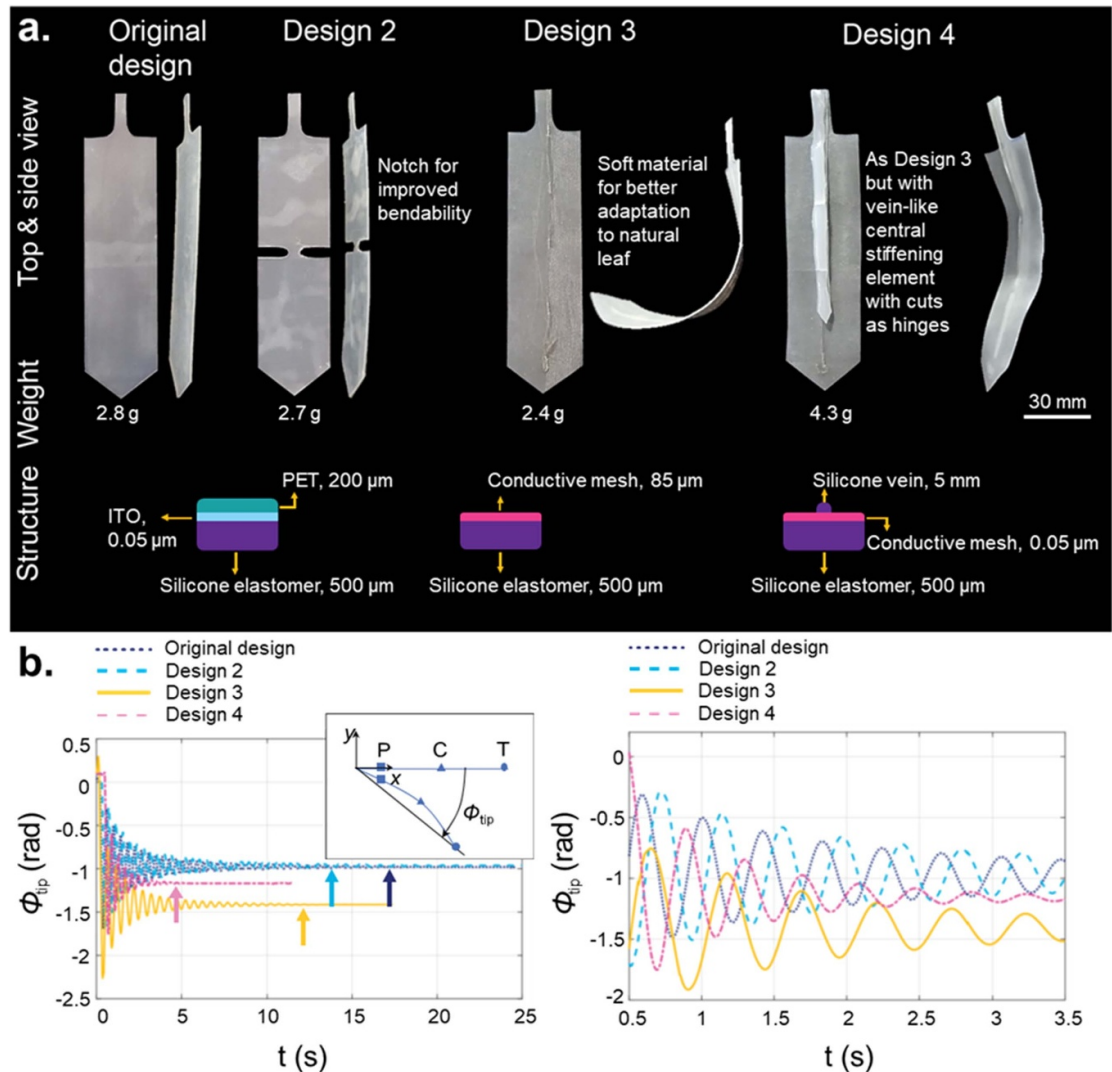 a.
Original design
Design 2
Design 3
Design 4
Top & side view
Notch for
improved
bendability
Soft material
for better
adaptation
to natural
leaf
As Design 3
but with
vein-like
central
stiffening
element
with cuts
as hinges
Weight
2.8 g
2.7 g
2.4 g
4.3 g
30 mm
Structure
PET, 200 µm
ITO,
0.05 µm
Silicone elastomer, 500 µm
Conductive mesh, 85 µm
Silicone elastomer, 500 µm
Silicone vein, 5 mm
Conductive mesh, 0.05 µm
Silicone elastomer, 500 µm
b.
Original design
Design 2
Design 3
Design 4
0.5
0
-0.5
-1
-1.5
-2
-2.5
Φtip (rad)
0 5 10 15 20 25
t (s)
y
P C T
x
Φtip
Original design
Design 2
Design 3
Design 4
0
-0.5
-1
-1.5
-2
Φtip (rad)
0.5 1 1.5 2 2.5 3 3.5
t (s)